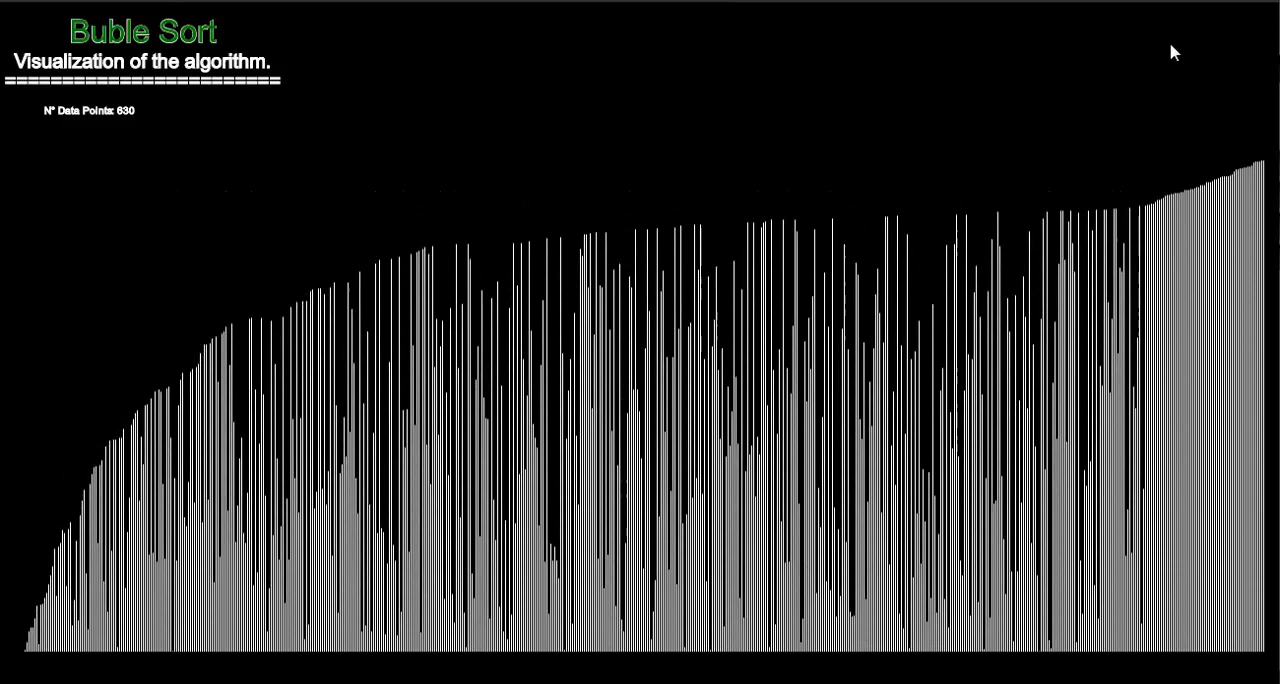 Buble Sort
Visualization of the algorithm.
========================
N° Data Points: 630